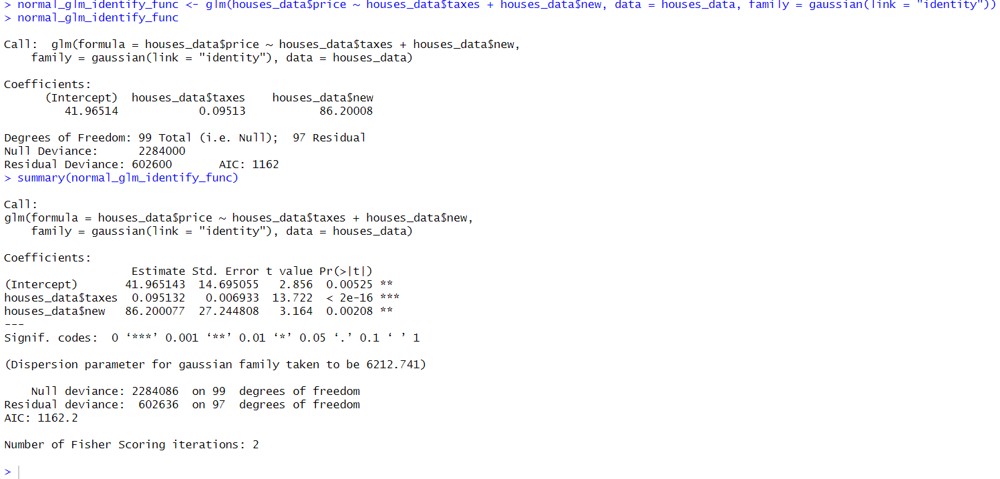 > normal_glm_identify_func <- glm(houses_data$price ~ houses_data$taxes + houses_data$new, data = houses_data, family = gaussian(link = "identity"))
> normal_glm_identify_func
Call:  glm(formula = houses_data$price ~ houses_data$taxes + houses_data$new,
    family = gaussian(link = "identity"), data = houses_data)
Coefficients:
      (Intercept)  houses_data$taxes    houses_data$new
         41.96514            0.09513           86.20008
Degrees of Freedom: 99 Total (i.e. Null);  97 Residual
Null Deviance:      2284000
Residual Deviance: 602600       AIC: 1162
> summary(normal_glm_identify_func)
Call:
glm(formula = houses_data$price ~ houses_data$taxes + houses_data$new,
    family = gaussian(link = "identity"), data = houses_data)
Coefficients:
                   Estimate Std. Error t value Pr(>|t|)
(Intercept)       41.965143  14.695055   2.856  0.00525 **
houses_data$taxes  0.095132   0.006933  13.722  < 2e-16 ***
houses_data$new   86.200077  27.244808   3.164  0.00208 **
---
Signif. codes:  0 ‘***’ 0.001 ‘**’ 0.01 ‘*’ 0.05 ‘.’ 0.1 ‘ ’ 1
(Dispersion parameter for gaussian family taken to be 6212.741)
    Null deviance: 2284086  on 99  degrees of freedom
Residual deviance:  602636  on 97  degrees of freedom
AIC: 1162.2
Number of Fisher Scoring iterations: 2
>